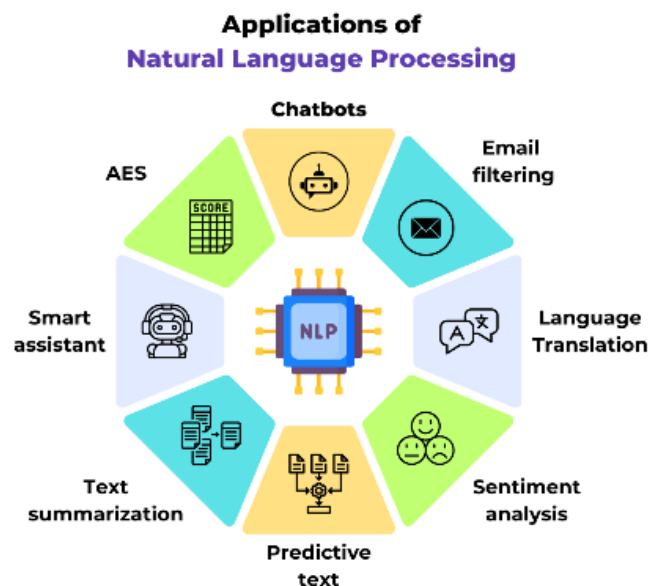 Applications of
Natural Language Processing
Chatbots
Email
filtering
AES
SCORE
Smart
assistant
NLP
A 文
Language
Translation
Text
summarization
Sentiment
analysis
Predictive
text